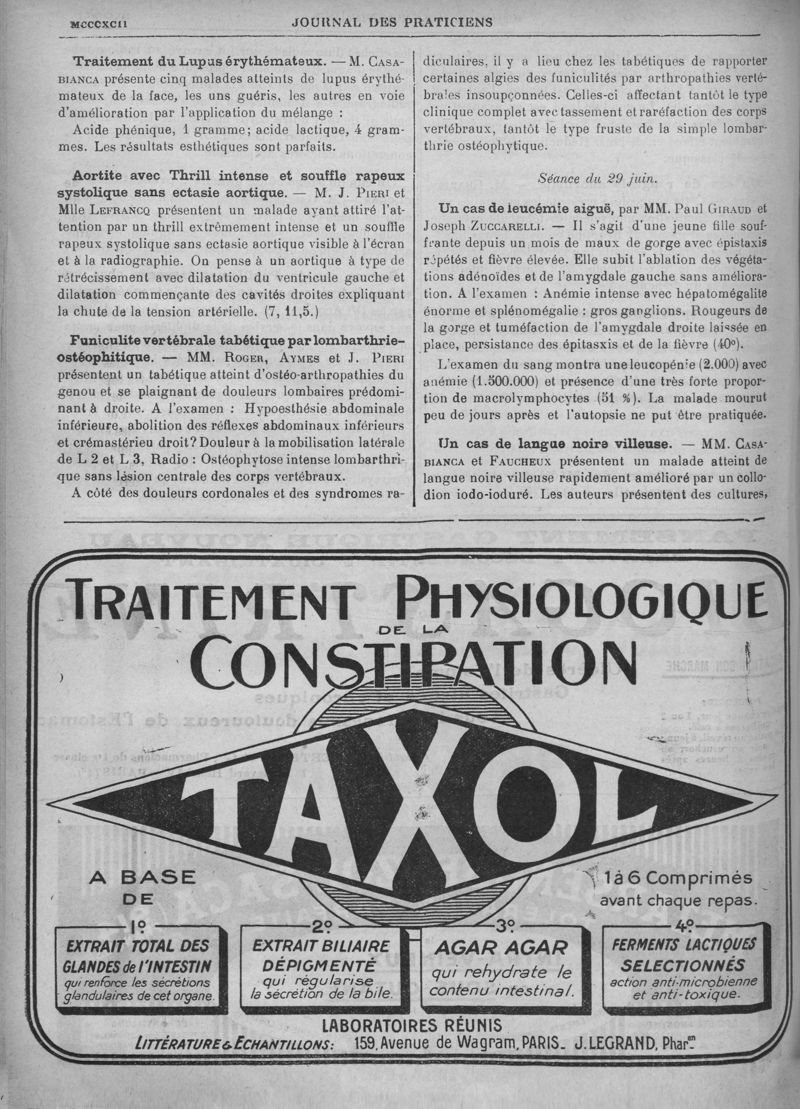 MCCCXCII
JOURNAL DES PRATICIENS
Traitement du Lupus érythémateux. — M. CASA-
BIANCA présente cinq malades atteints de lupus érythé-
mateux de la face, les uns guéris, les autres en voie
d'amélioration par l'application du mélange :
Acide phénique, 1 gramme; acide lactique, 4 gram-
mes. Les résultats esthétiques sont parfaits.
Aortite avec Thrill intense et souffle rapeux
systolique sans ectasie aortique. — M. J. PIERI et
Mlle LEFRANCQ présentent un malade ayant attiré l'at-
tention par un thrill extrêmement intense et un souffle
rapeux systolique sans ectasie aortique visible à l'écran
et à la radiographie. On pense à un aortique à type de
rétrécissement avec dilatation du ventricule gauche et
dilatation commençante des cavités droites expliquant
la chute de la tension artérielle. (7, 11,5.)
Funiculite vertébrale tabétique par lombarthrie-
ostéophitique. — MM. ROGER, AYMES et J. PIERI
présentent un tabétique atteint d'ostéo-arthropathies du
genou et se plaignant de douleurs lombaires prédomi-
nant à droite. A l'examen : Hypoesthésie abdominale
inférieure, abolition des réflexes abdominaux inférieurs
et crémastérieu droit? Douleur à la mobilisation latérale
de L 2 et L 3, Radio : Ostéophytose intense lombarthri-
que sans lésion centrale des corps vertébraux.
A côté des douleurs cordonales et des syndromes ra-
diculaires, il y a lieu chez les tabétiques de rapporter
certaines algies des funiculités par arthropathies verté-
brales insoupçonnées. Celles-ci affectant tantôt le type
clinique complet avec tassement et raréfaction des corps
vertébraux, tantôt le type fruste de la simple lombar-
thrie ostéophytique.
Séance du 29 juin.
Un cas de leucémie aiguë, par MM. Paul GIRAUD et
Joseph ZUCCARELLI. — Il s'agit d'une jeune fille souf-
frante depuis un mois de maux de gorge avec épistaxis
répétés et fièvre élevée. Elle subit l'ablation des végéta-
tions adénoïdes et de l'amygdale gauche sans améliora-
tion. A l'examen : Anémie intense avec hépatomégalite
énorme et splénomégalie : gros ganglions. Rougeurs de
la gorge et tuméfaction de l'amygdale droite laissée en
place, persistance des épitasxis et de la fièvre (40°).
L'examen du sang montra une leucopénie (2.000) avec
anémie (1.500.000) et présence d'une très forte propor-
tion de macrolymphocytes (51 %). La malade mourut
peu de jours après et l'autopsie ne put être pratiquée.
Un cas de langue noire villeuse. — MM. CASA-
BIANCA et FAUCHEUX présentent un malade atteint de
langue noire villeuse rapidement amélioré par un collo-
dion iodo-ioduré. Les auteurs présentent des cultures,
TRAITEMENT PHYSIOLOGIQUE
DE LA
CONSTIPATION
TAXOL
A BASE
DE
1 à 6 Comprimés
avant chaque repas.
1º
EXTRAIT TOTAL DES
GLANDES de l'INTESTIN
qui renforce les sécrétions
glandulaires de cet organe.
2º
EXTRAIT BILIAIRE
DÉPIGMENTÉ
qui régularise
la sécrétion de la bile.
3º
AGAR AGAR
qui rehydrate le
contenu intestinal.
4º
FERMENTS LACTIQUES
SELECTIONNÉS
action anti-microbienne
et anti-toxique.
LABORATOIRES RÉUNIS
LITTÉRATURE & ECHANTILLONS: 159, Avenue de Wagram, PARIS_ J. LEGRAND, Pharen